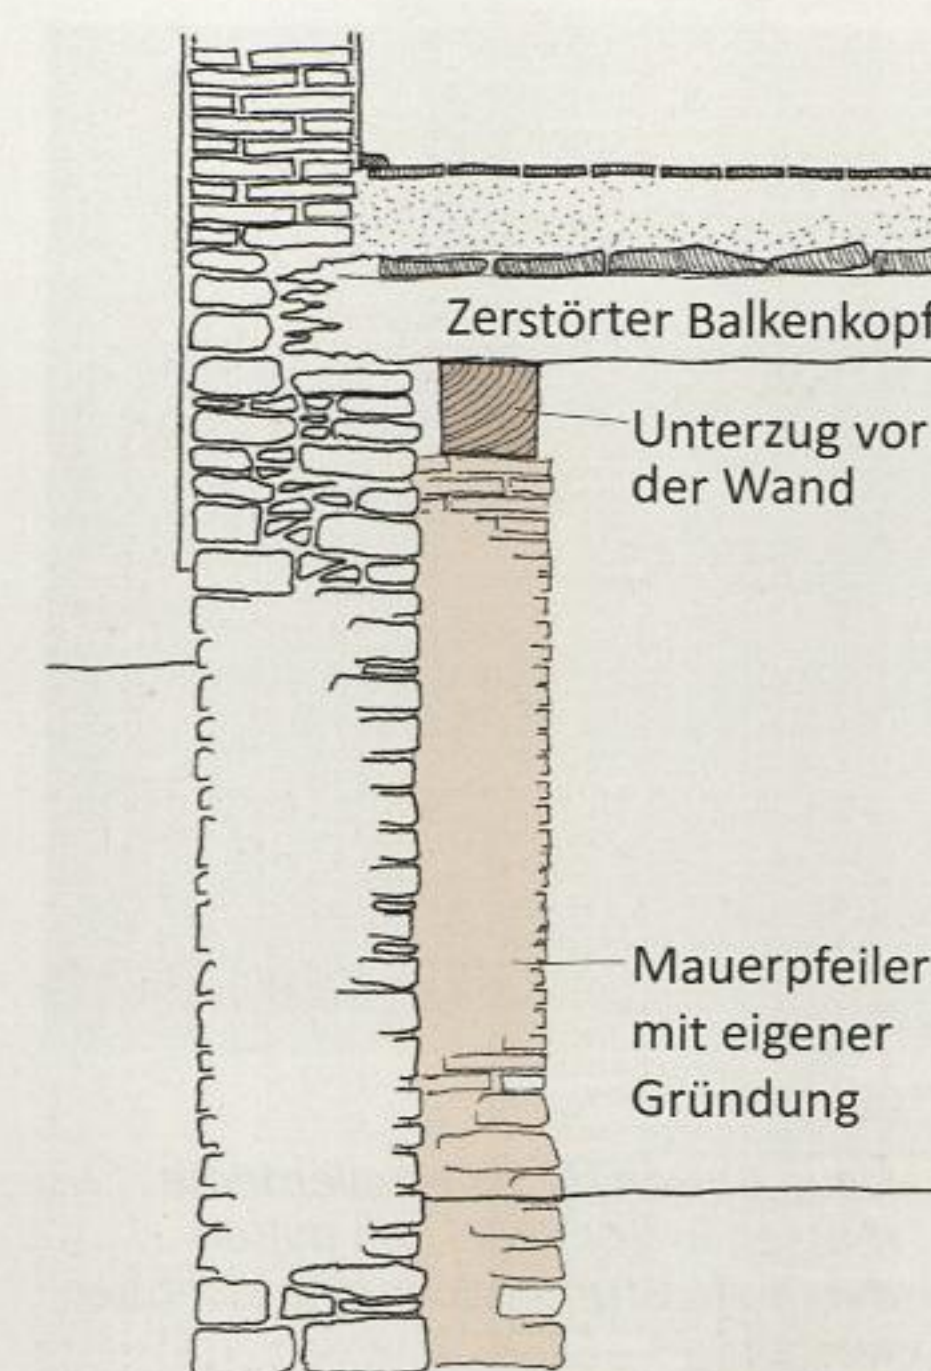 Zerstörter Balkenkopf
Unterzug vor
der Wand
Mauerpfeiler
mit eigener
Gründung